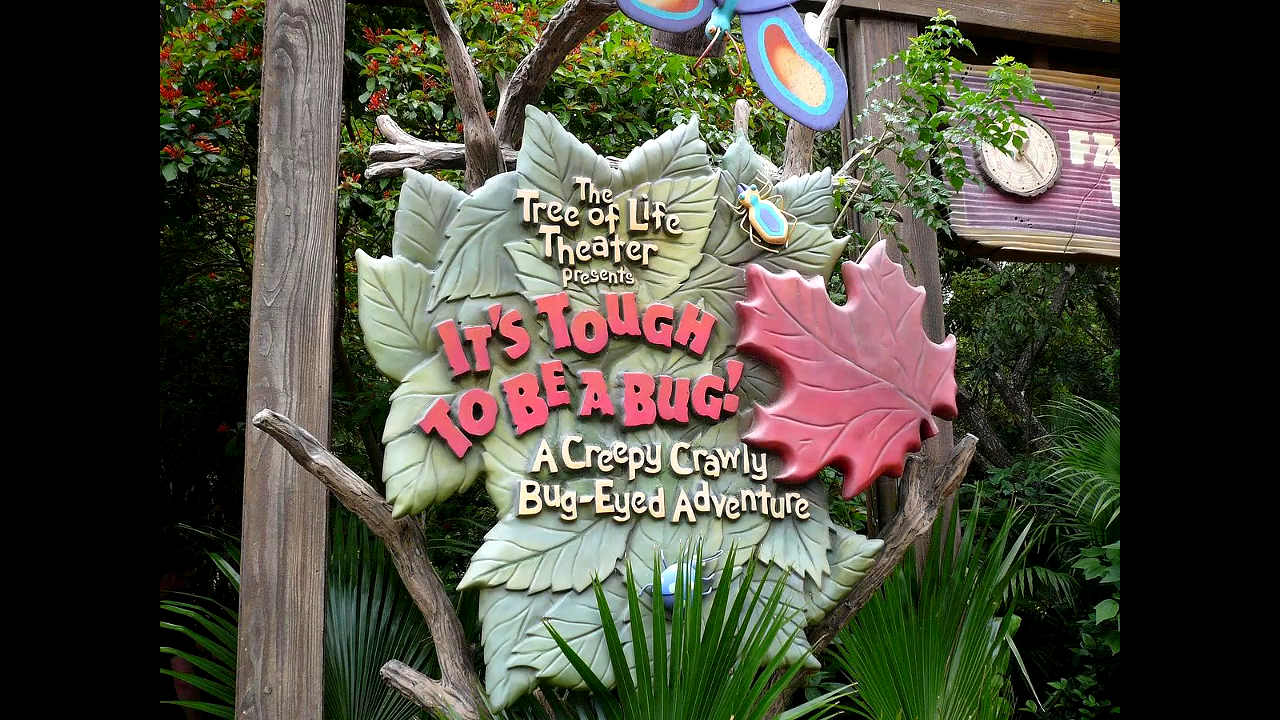 The
Tree of Life
Theater
presents
IT'S TOUGH
TO BE A BUG!
A Creepy Crawly
Bug-Eyed Adventure